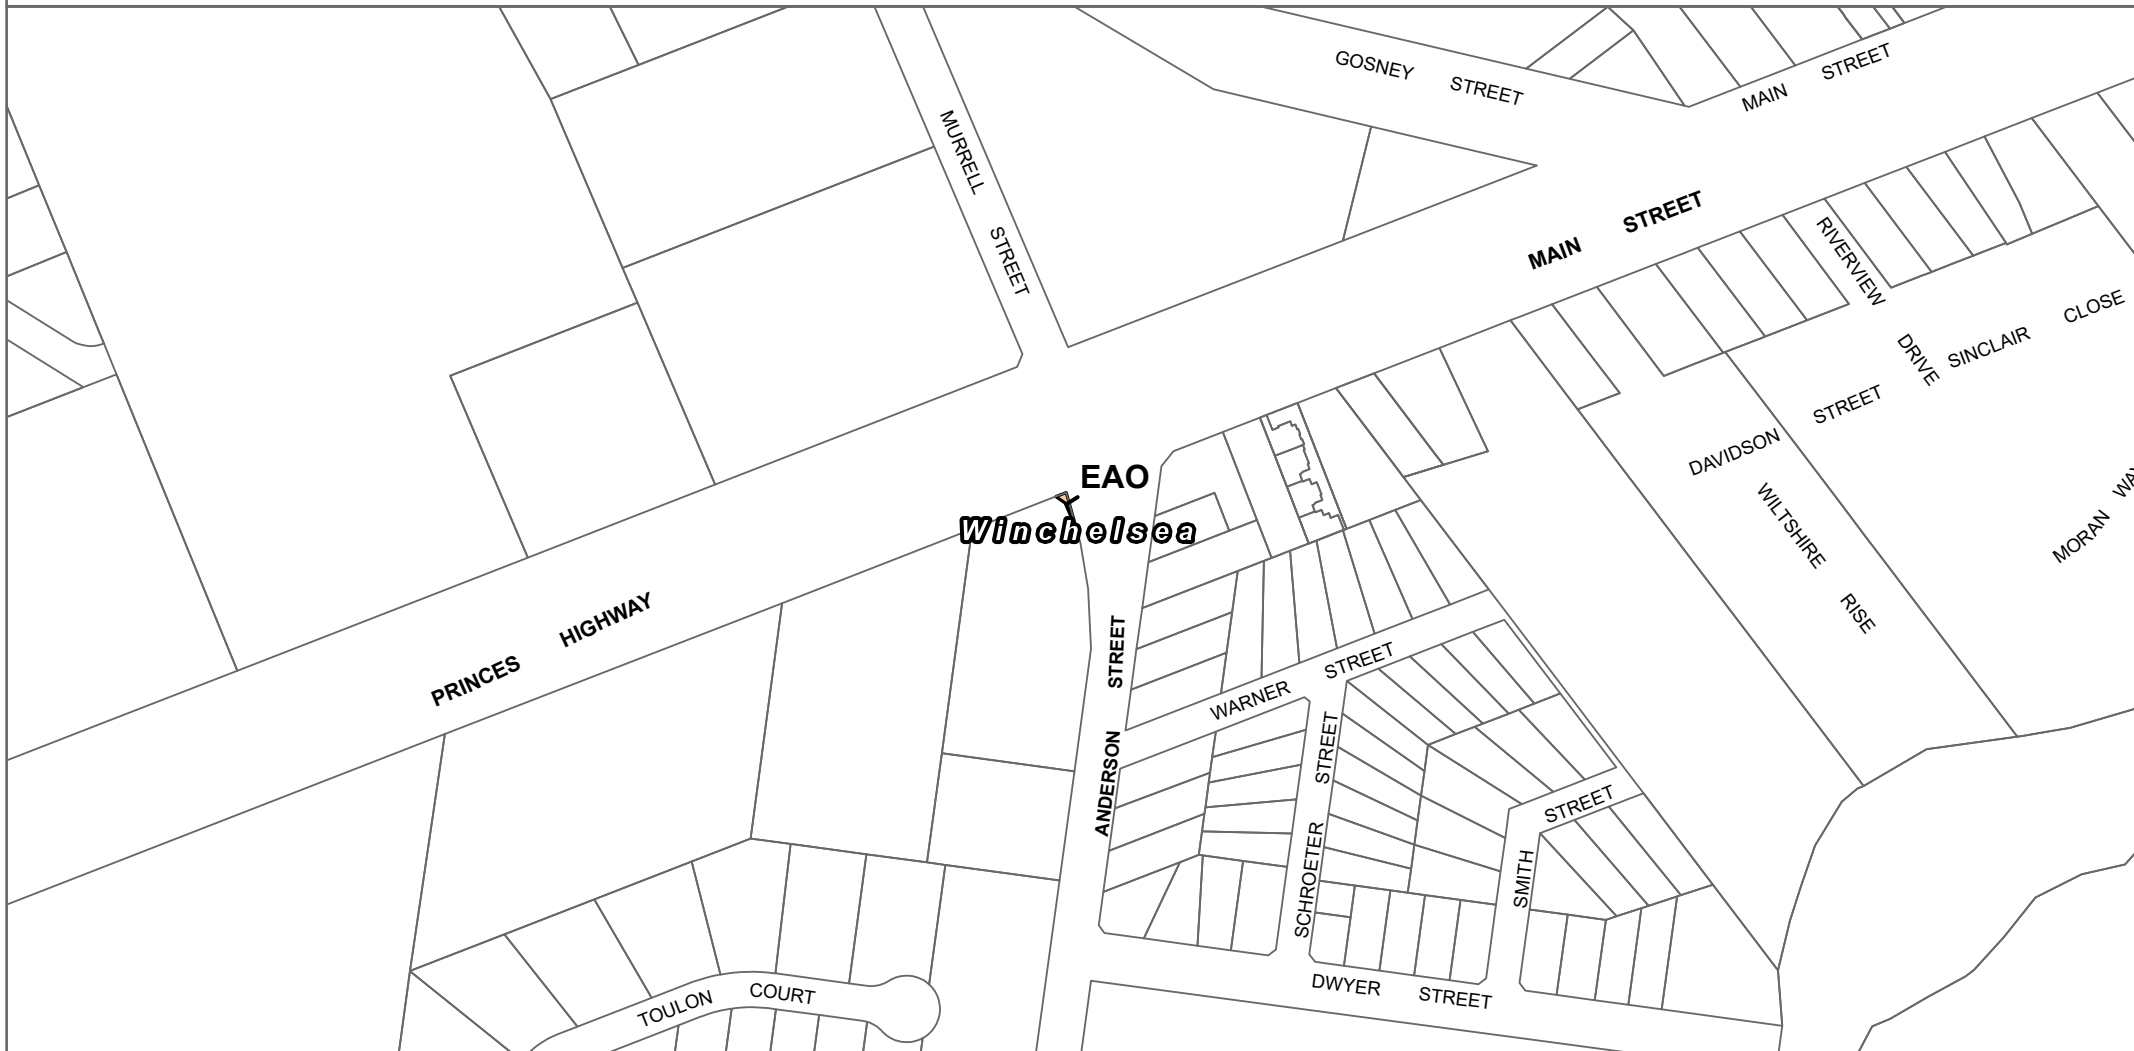 GOSNEY STREET
MAIN STREET
MURRELL STREET
MAIN STREET
RIVERVIEW DRIVE
SINCLAIR CLOSE
DAVIDSON STREET
EAO
Winchelsea
WILTSHIRE RISE
MORAN
PRINCES HIGHWAY
ANDERSON STREET
WARNER STREET
SCHROETER STREET
SMITH STREET
DWYER STREET
TOULON COURT